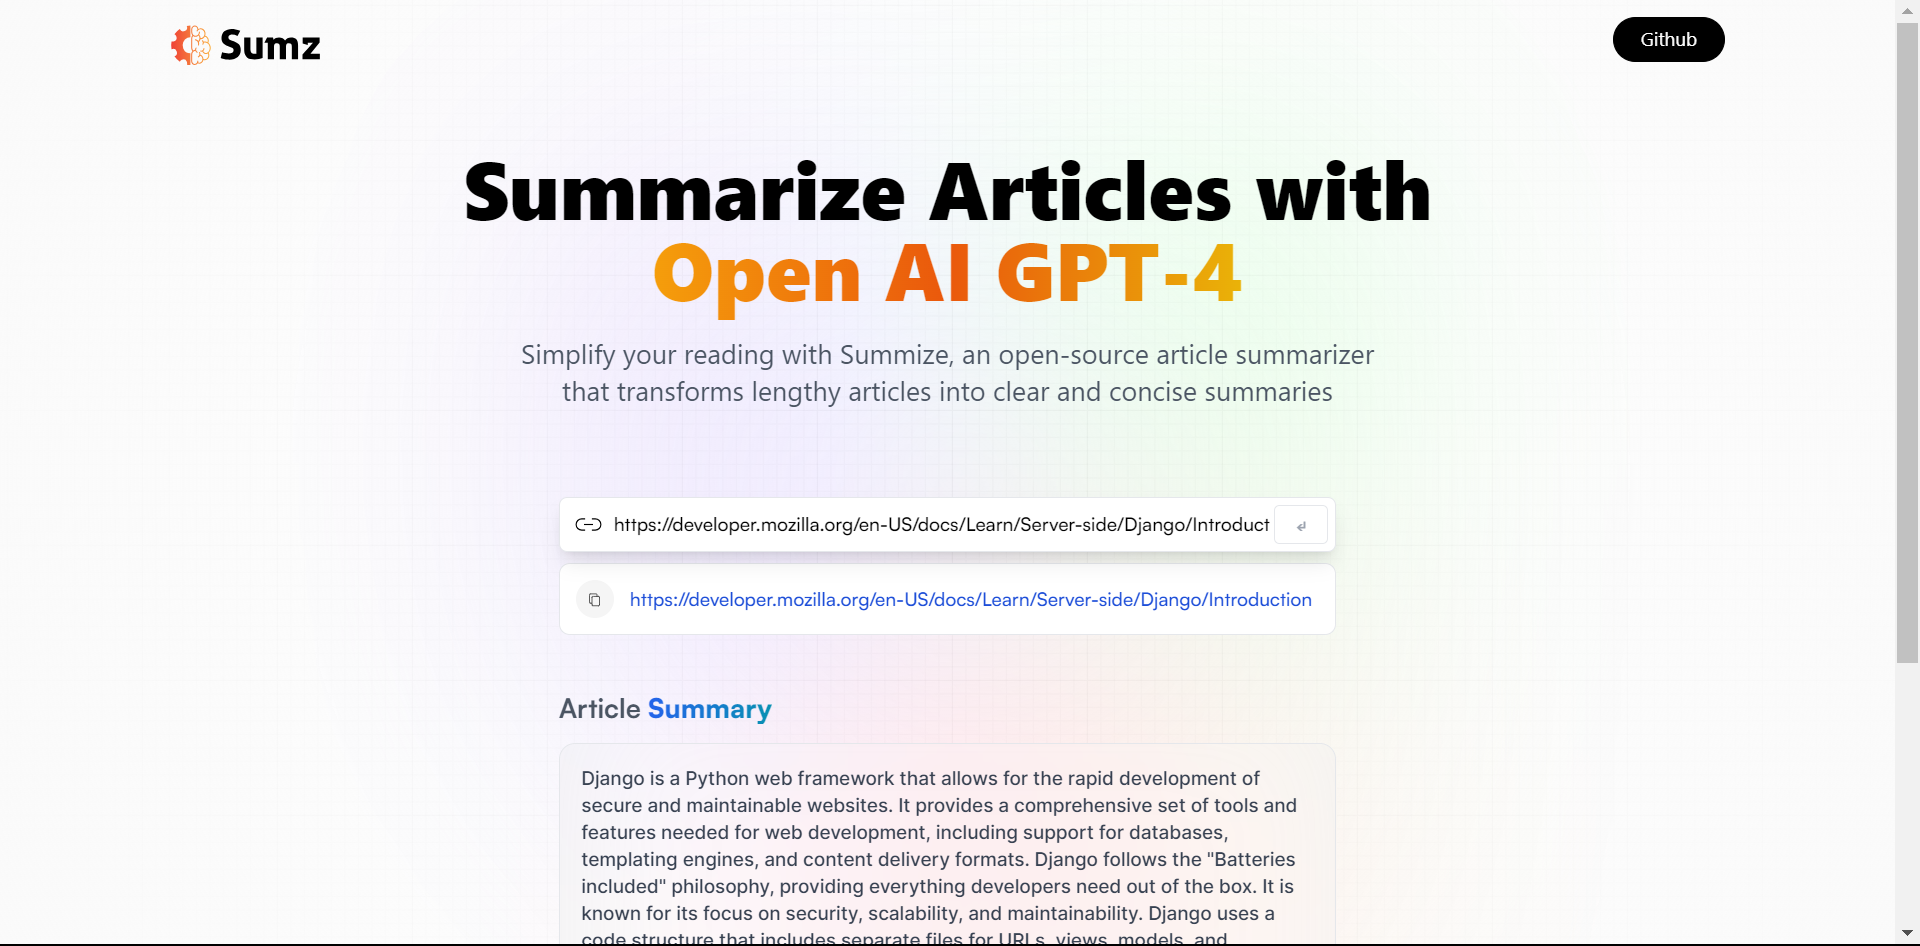 Sumz
Github
Summarize Articles with
Open AI GPT-4
Simplify your reading with Summize, an open-source article summarizer
that transforms lengthy articles into clear and concise summaries
https://developer.mozilla.org/en-US/docs/Learn/Server-side/Django/Introduct
https://developer.mozilla.org/en-US/docs/Learn/Server-side/Django/Introduction
Article Summary
Django is a Python web framework that allows for the rapid development of
secure and maintainable websites. It provides a comprehensive set of tools and
features needed for web development, including support for databases,
templating engines, and content delivery formats. Django follows the "Batteries
included" philosophy, providing everything developers need out of the box. It is
known for its focus on security, scalability, and maintainability. Django uses a
code structure that includes separate files for URLs, views, models, and